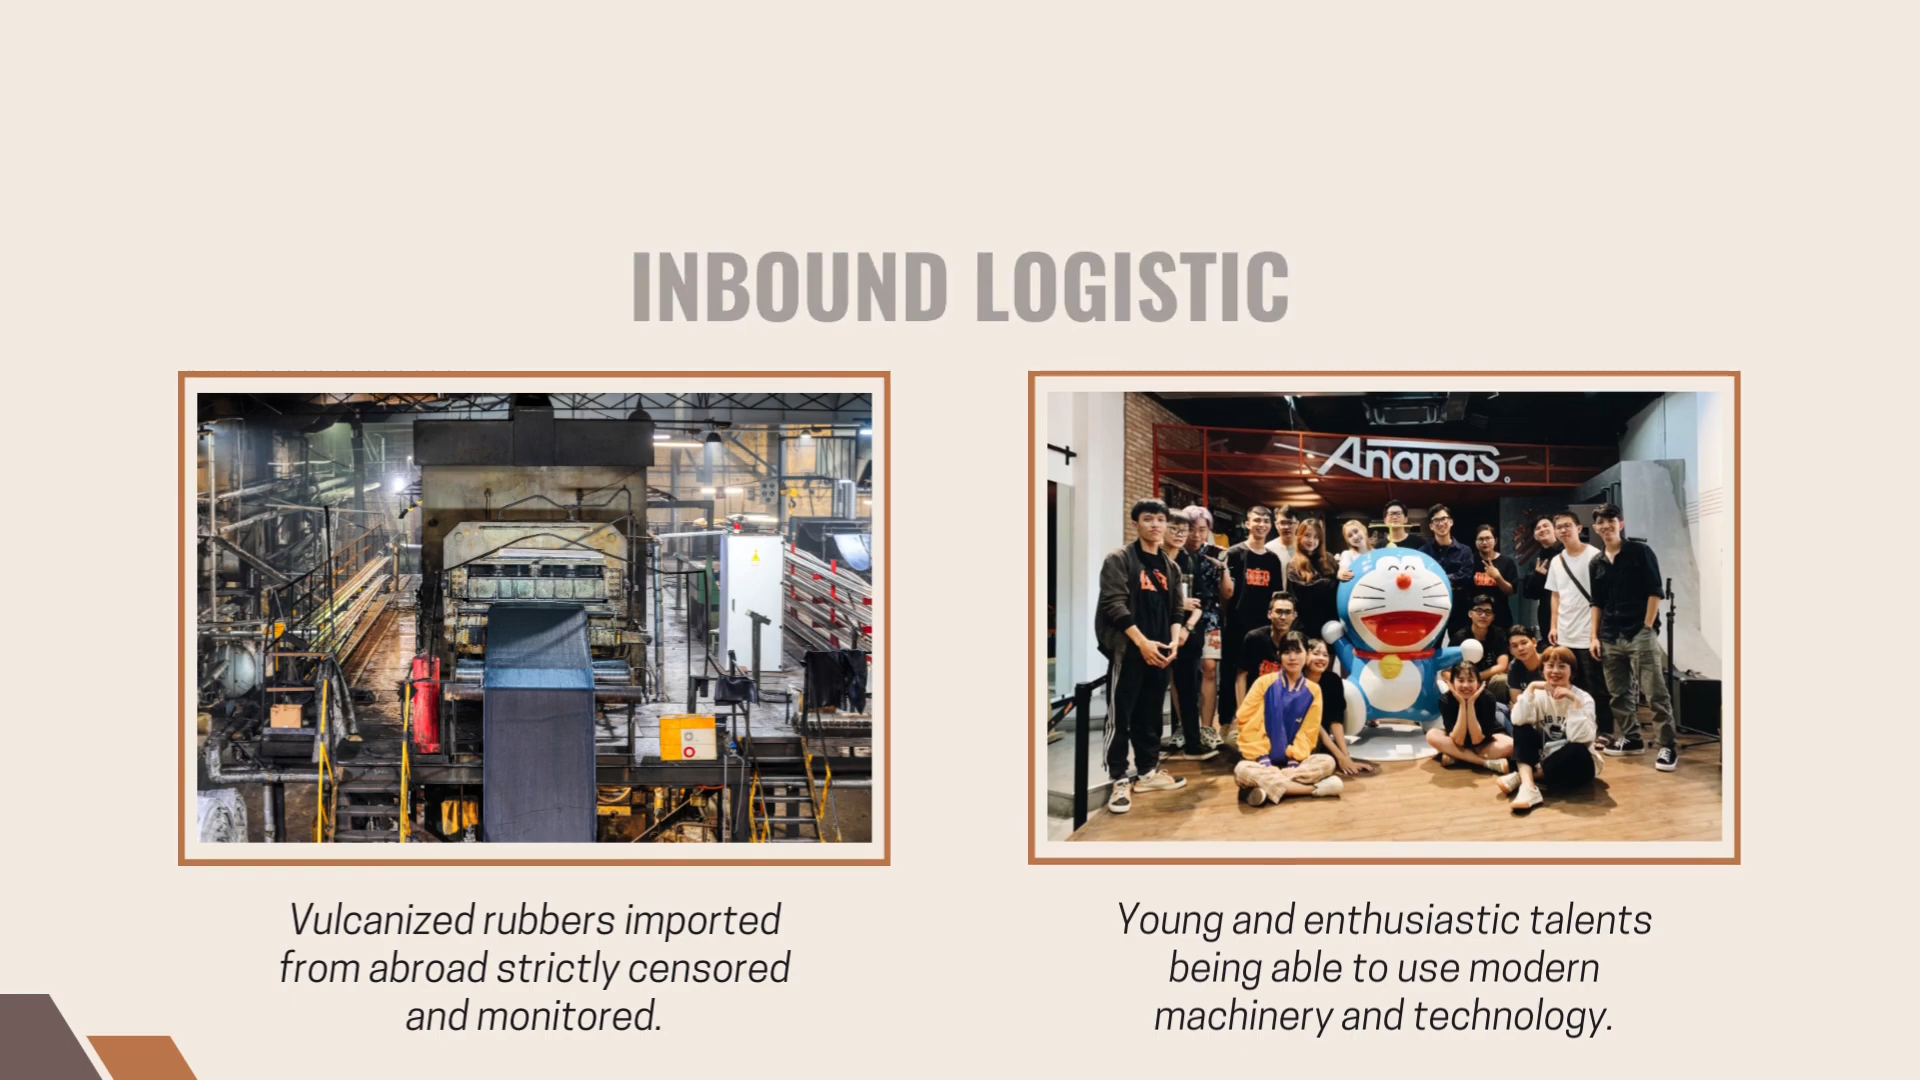 INBOUND LOGISTIC
Ananas
Vulcanized rubbers imported
from abroad strictly censored
and monitored.
Young and enthusiastic talents
being able to use modern
machinery and technology.